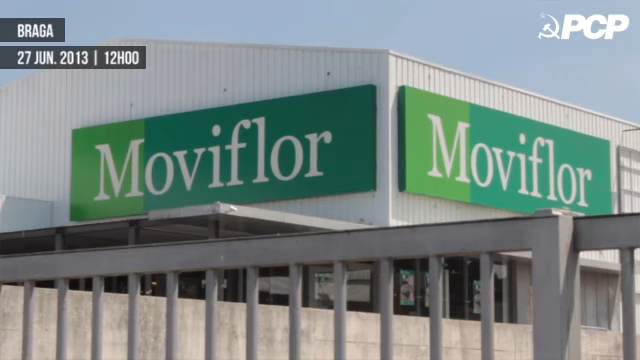 BRAGA
27 JUN. 2013 | 12H00
PCP
Moviflor
Moviflor